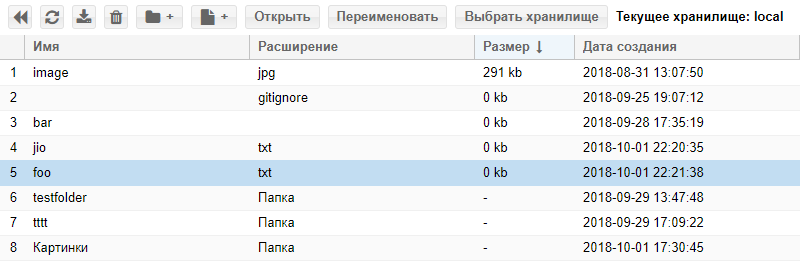 + + Открыть Переименовать Выбрать хранилище Текущее хранилище: local
Имя Расширение Размер ↓ Дата создания
1 image jpg 291 kb 2018-08-31 13:07:50
2 gitignore 0 kb 2018-09-25 19:07:12
3 bar 0 kb 2018-09-28 17:35:19
4 jio txt 0 kb 2018-10-01 22:20:35
5 foo txt 0 kb 2018-10-01 22:21:38
6 testfolder Папка - 2018-09-29 13:47:48
7 tttt Папка - 2018-09-29 17:09:22
8 Картинки Папка - 2018-10-01 17:30:45